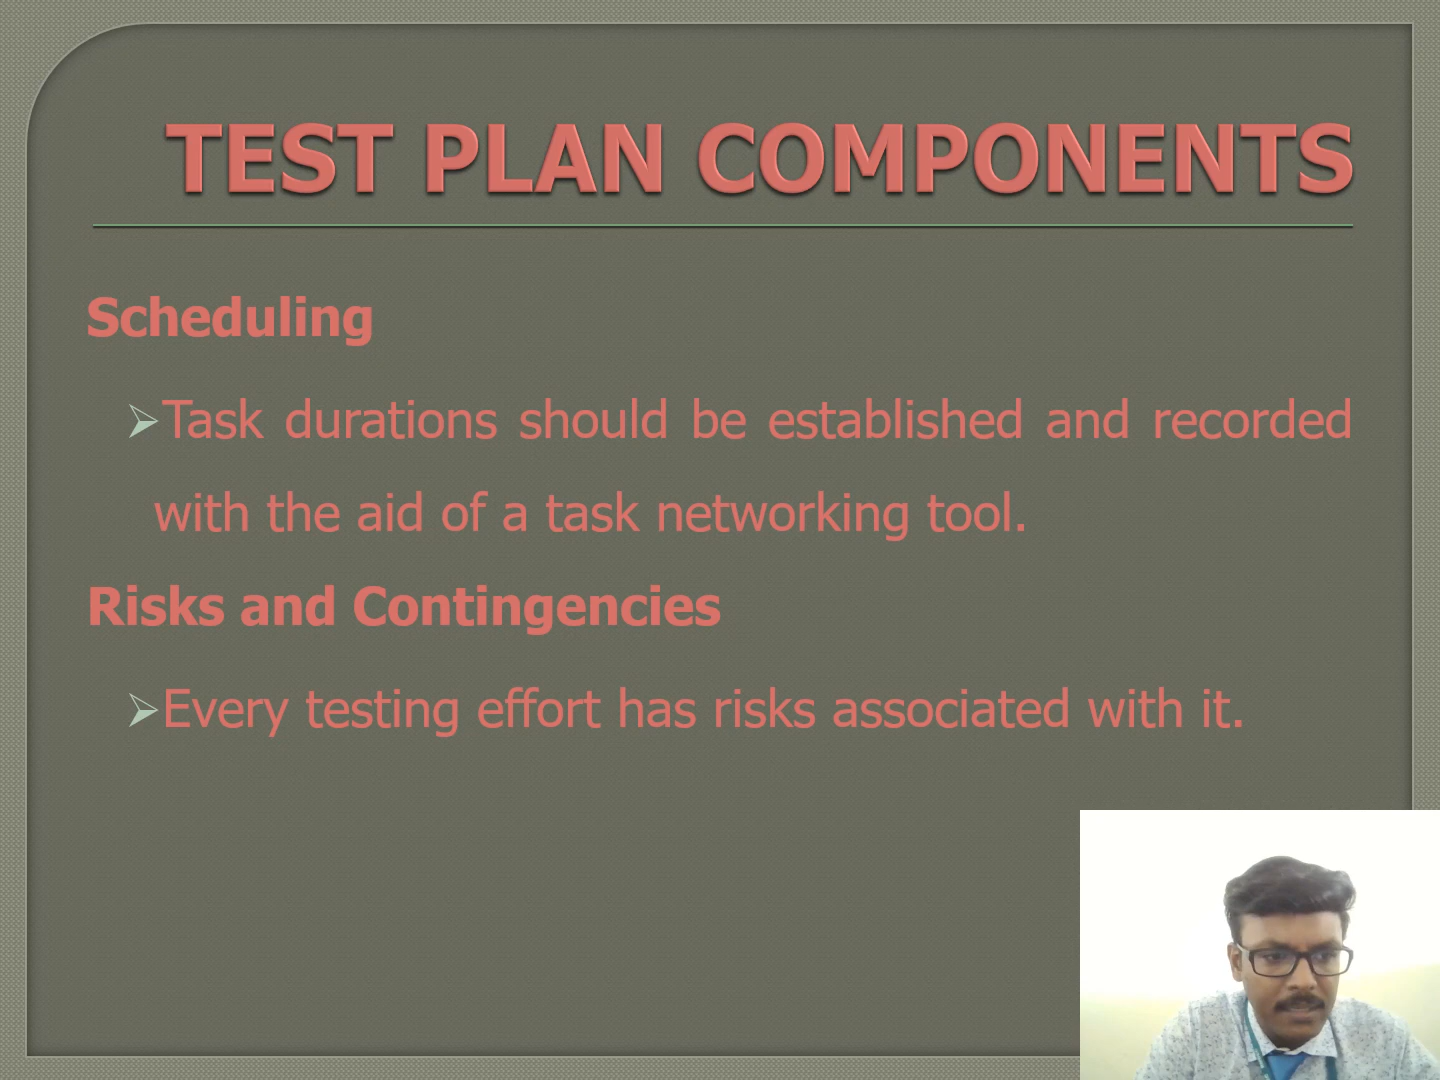 TEST PLAN COMPONENTS
Scheduling
Task durations should be established and recorded
with the aid of a task networking tool.
Risks and Contingencies
Every testing effort has risks associated with it.